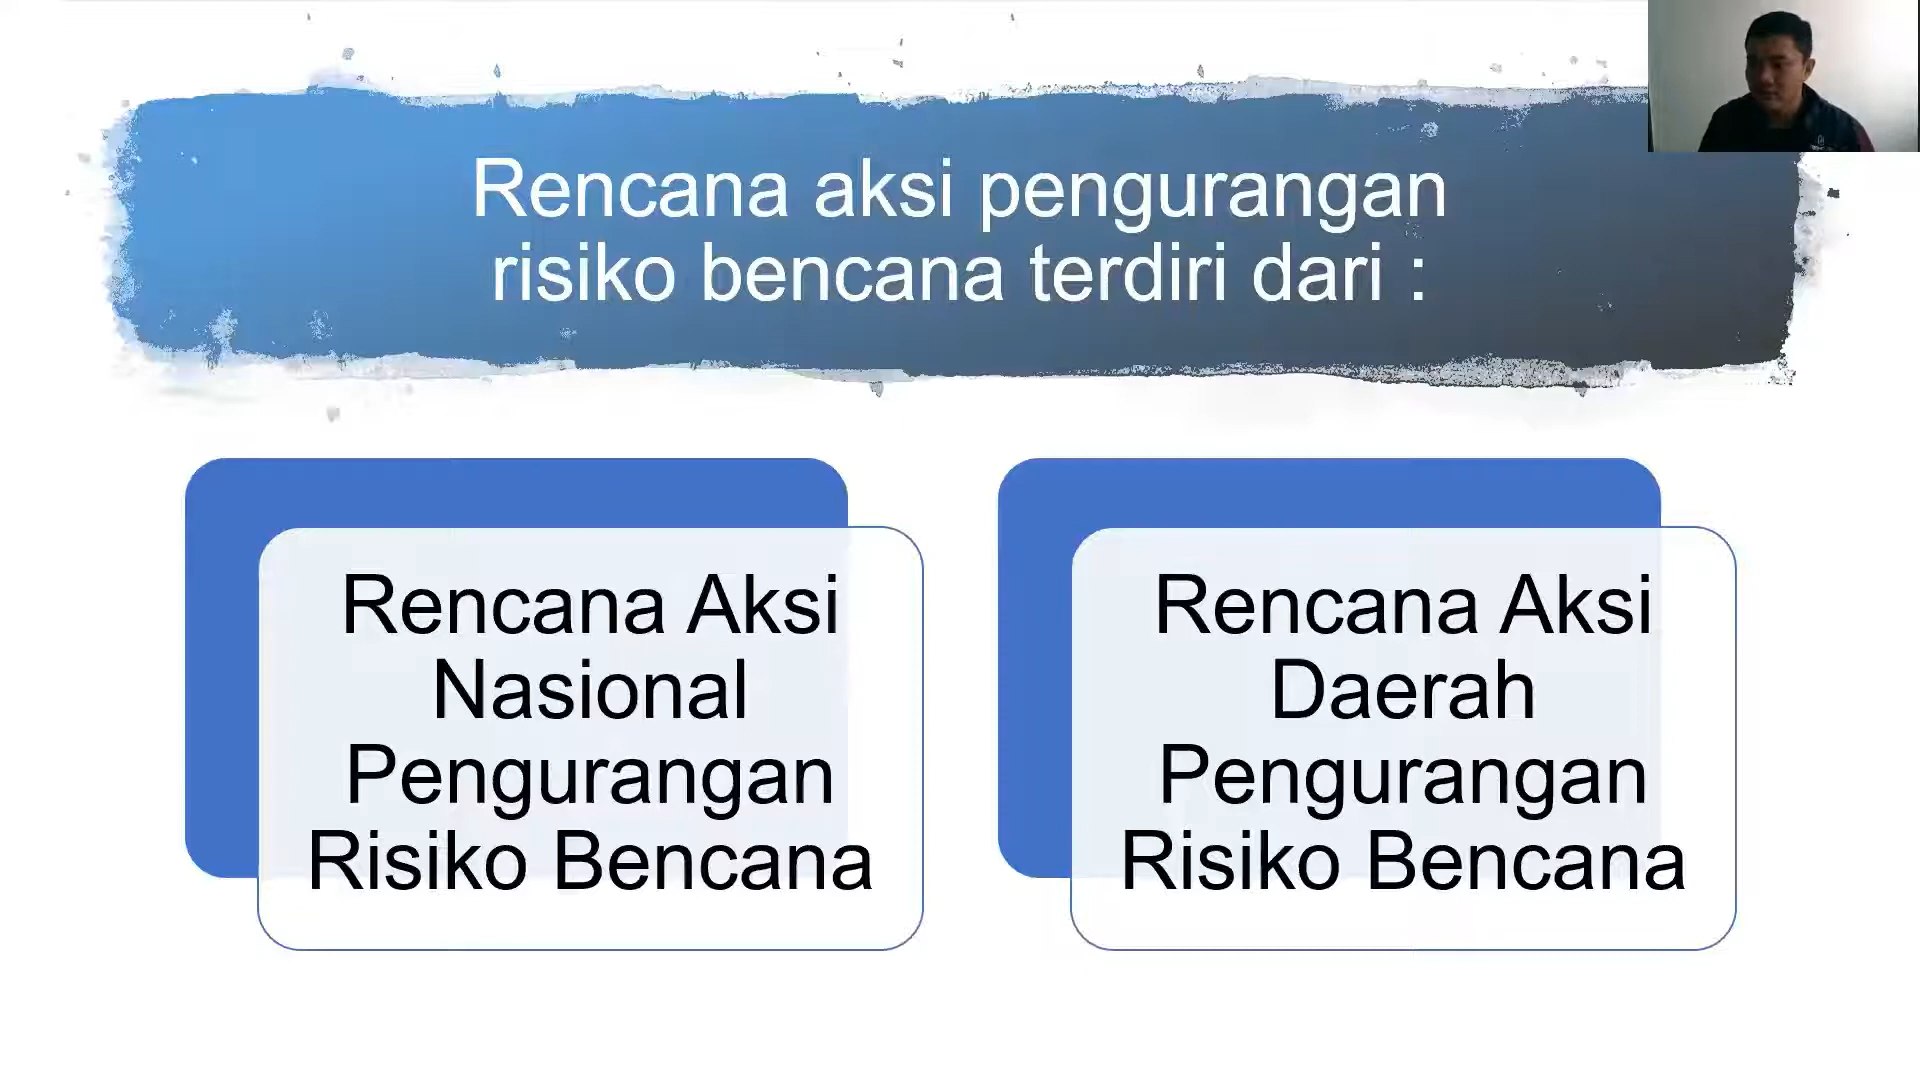 Rencana aksi pengurangan
risiko bencana terdiri dari :
Rencana Aksi
Nasional
Pengurangan
Risiko Bencana
Rencana Aksi
Daerah
Pengurangan
Risiko Bencana